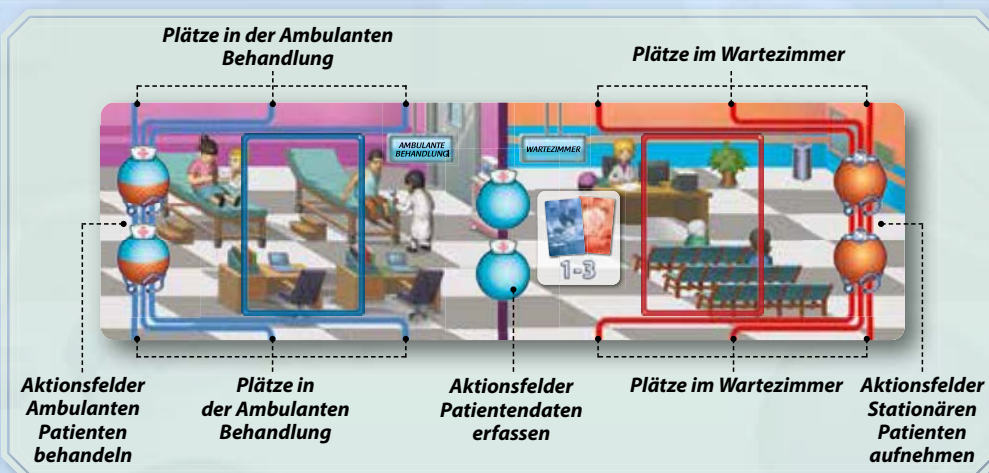 Plätze in der Ambulanten
Behandlung
Plätze im Wartezimmer
AMBULANTE
BEHANDLUNG
WARTEZIMMER
1-3
Aktionsfelder
Ambulanten
Patienten
behandeln
Plätze in
der Ambulanten
Behandlung
Aktionsfelder
Patientendaten
erfassen
Plätze im Wartezimmer
Aktionsfelder
Stationären
Patienten
aufnehmen